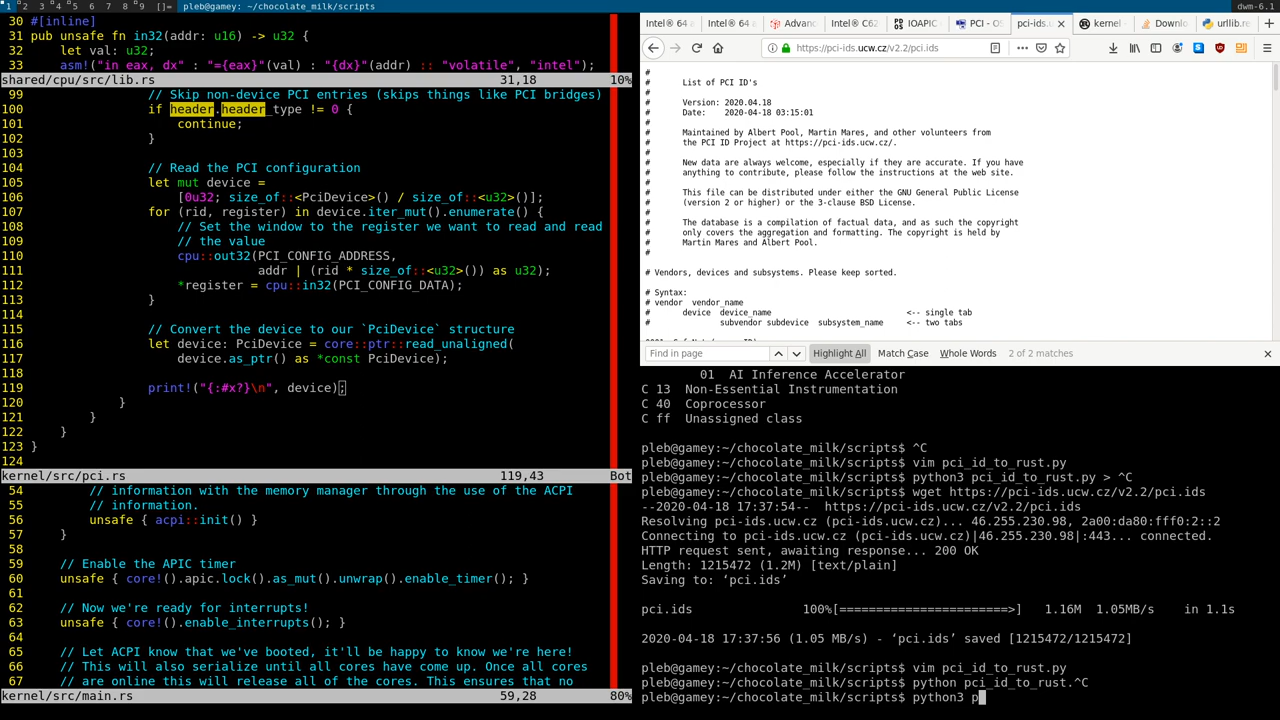 1 2 3 4 5 6 7 8 9 []= pleb@gamey: ~/chocolate_milk/scripts dwm-6.1
30 #[inline]
31 pub unsafe fn in32(addr: u16) -> u32 {
32     let val: u32;
33     asm!("in eax, dx" : "={eax}"(val) : "{dx}"(addr) :: "volatile", "intel");
shared/cpu/src/lib.rs 31,18 10%
99 // Skip non-device PCI entries (skips things like PCI bridges)
100 if header.header_type != 0 {
101 continue;
102 }
103
104 // Read the PCI configuration
105 let mut device =
106 [0u32; size_of::<PciDevice>() / size_of::<u32>()];
107 for (rid, register) in device.iter_mut().enumerate() {
108 // Set the window to the register we want to read and read
109 // the value
110 cpu::out32(PCI_CONFIG_ADDRESS,
111 addr | (rid * size_of::<u32>()) as u32);
112 *register = cpu::in32(PCI_CONFIG_DATA);
113 }
114
115 // Convert the device to our `PciDevice` structure
116 let device: PciDevice = core::ptr::read_unaligned(
117 device.as_ptr() as *const PciDevice);
118
119 print!("{:#x?}\n", device);
120 }
121 }
122 }
123 }
124
kernel/src/pci.rs 119,43 Bot
54 // information with the memory manager through the use of the ACPI
55 // information.
56 unsafe { acpi::init() }
57 }
58
59 // Enable the APIC timer
60 unsafe { core!().apic.lock().as_mut().unwrap().enable_timer(); }
61
62 // Now we're ready for interrupts!
63 unsafe { core!().enable_interrupts(); }
64
65 // Let ACPI know that we've booted, it'll be happy to know we're here!
66 // This will also serialize until all cores have come up. Once all cores
67 // are online this will release all of the cores. This ensures that no
kernel/src/main.rs 59,28 80%
Intel® 64 a Intel® 64 a Advanc Intel® C62 IOAPIC - PCI - OS pci-ids.u kernel - Downlo urllib.re
https://pci-ids.ucw.cz/v2.2/pci.ids
#
# List of PCI ID's
#
# Version: 2020.04.18
# Date: 2020-04-18 03:15:01
#
# Maintained by Albert Pool, Martin Mares, and other volunteers from
# the PCI ID Project at https://pci-ids.ucw.cz/.
#
# New data are always welcome, especially if they are accurate. If you have
# anything to contribute, please follow the instructions at the web site.
#
# This file can be distributed under either the GNU General Public License
# (version 2 or higher) or the 3-clause BSD License.
#
# The database is a compilation of factual data, and as such the copyright
# only covers the aggregation and formatting. The copyright is held by
# Martin Mares and Albert Pool.
#
# Vendors, devices and subsystems. Please keep sorted.
# Syntax:
# vendor vendor_name
# device device_name <-- single tab
# subvendor subdevice subsystem_name <-- two tabs
Find in page Highlight All Match Case Whole Words 2 of 2 matches
01 AI Inference Accelerator
C 13 Non-Essential Instrumentation
C 40 Coprocessor
C ff Unassigned class
pleb@gamey:~/chocolate_milk/scripts$ ^C
pleb@gamey:~/chocolate_milk/scripts$ vim pci_id_to_rust.py
pleb@gamey:~/chocolate_milk/scripts$ python3 pci_id_to_rust.py > ^C
pleb@gamey:~/chocolate_milk/scripts$ wget https://pci-ids.ucw.cz/v2.2/pci.ids
--2020-04-18 17:37:54-- https://pci-ids.ucw.cz/v2.2/pci.ids
Resolving pci-ids.ucw.cz (pci-ids.ucw.cz)... 46.255.230.98, 2a00:da80:fff0:2::2
Connecting to pci-ids.ucw.cz (pci-ids.ucw.cz)|46.255.230.98|:443... connected.
HTTP request sent, awaiting response... 200 OK
Length: 1215472 (1.2M) [text/plain]
Saving to: ‘pci.ids’
pci.ids 100%[=======================>] 1.16M 1.05MB/s in 1.1s
2020-04-18 17:37:56 (1.05 MB/s) - ‘pci.ids’ saved [1215472/1215472]
pleb@gamey:~/chocolate_milk/scripts$ vim pci_id_to_rust.py
pleb@gamey:~/chocolate_milk/scripts$ python pci_id_to_rust.^C
pleb@gamey:~/chocolate_milk/scripts$ python3 p